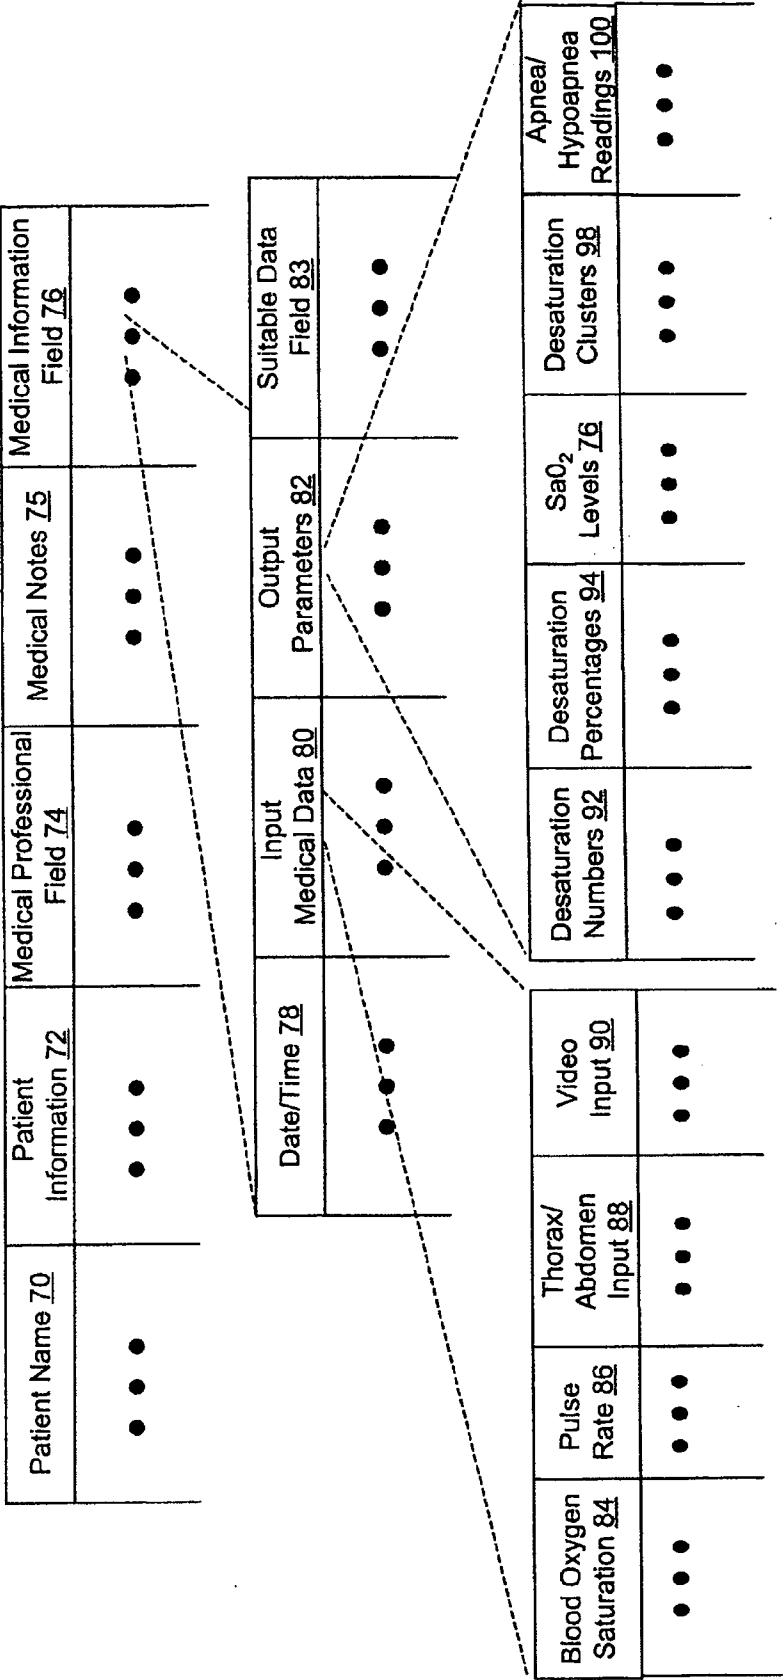 Patient Name 70
Patient
Information 72
Medical Professional
Field 74
Medical Notes 75
Medical Information
Field 76
Date/Time 78
Input
Medical Data 80
Output
Parameters 82
Suitable Data
Field 83
Blood Oxygen
Saturation 84
Pulse
Rate 86
Thorax/
Abdomen
Input 88
Video
Input 90
Desaturation
Numbers 92
Desaturation
Percentages 94
SaO₂
Levels 76
Desaturation
Clusters 98
Apnea/
Hypoapnea
Readings 100